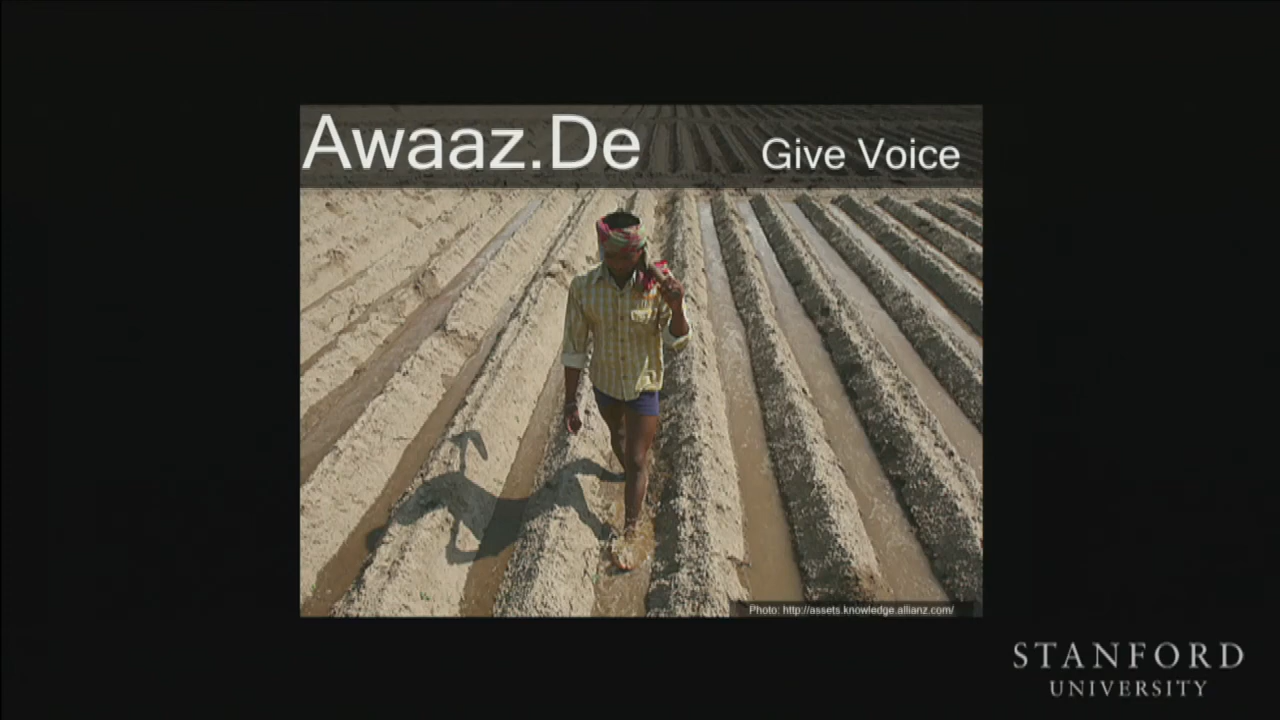 Awaaz.De
Give Voice
Photo: http://assets.knowledge.allianz.com/
STANFORD
UNIVERSITY